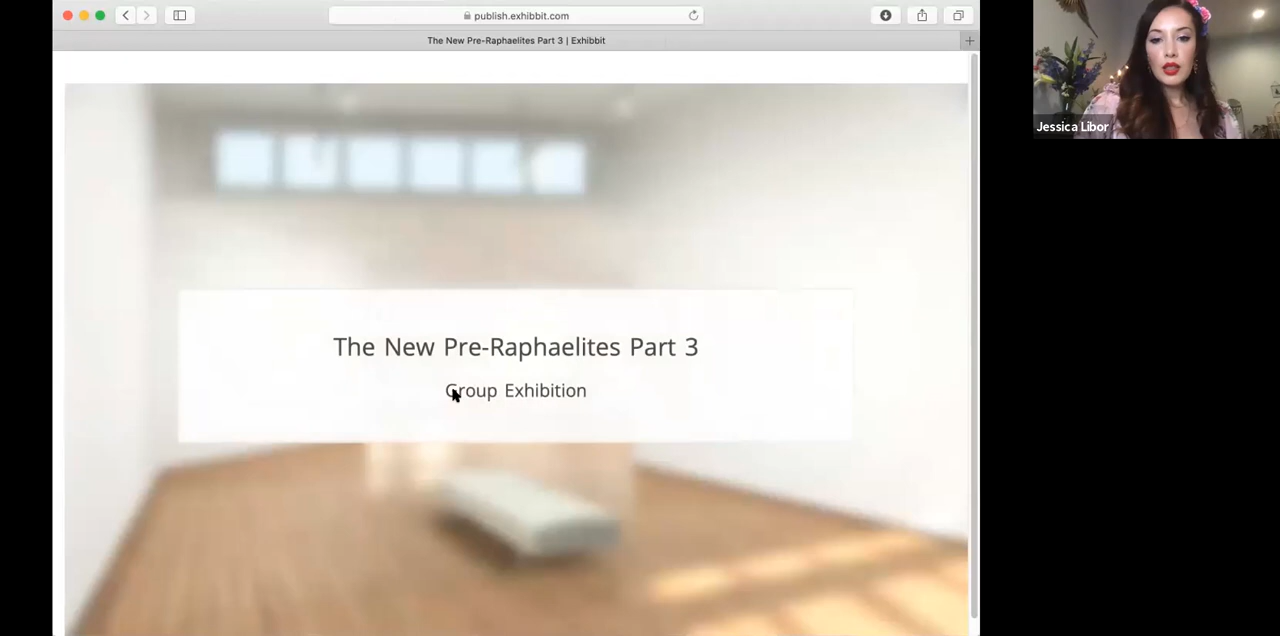 publish.exhibbit.com
The New Pre-Raphaelites Part 3 | Exhibbit
The New Pre-Raphaelites Part 3
Group Exhibition
Jessica Libor